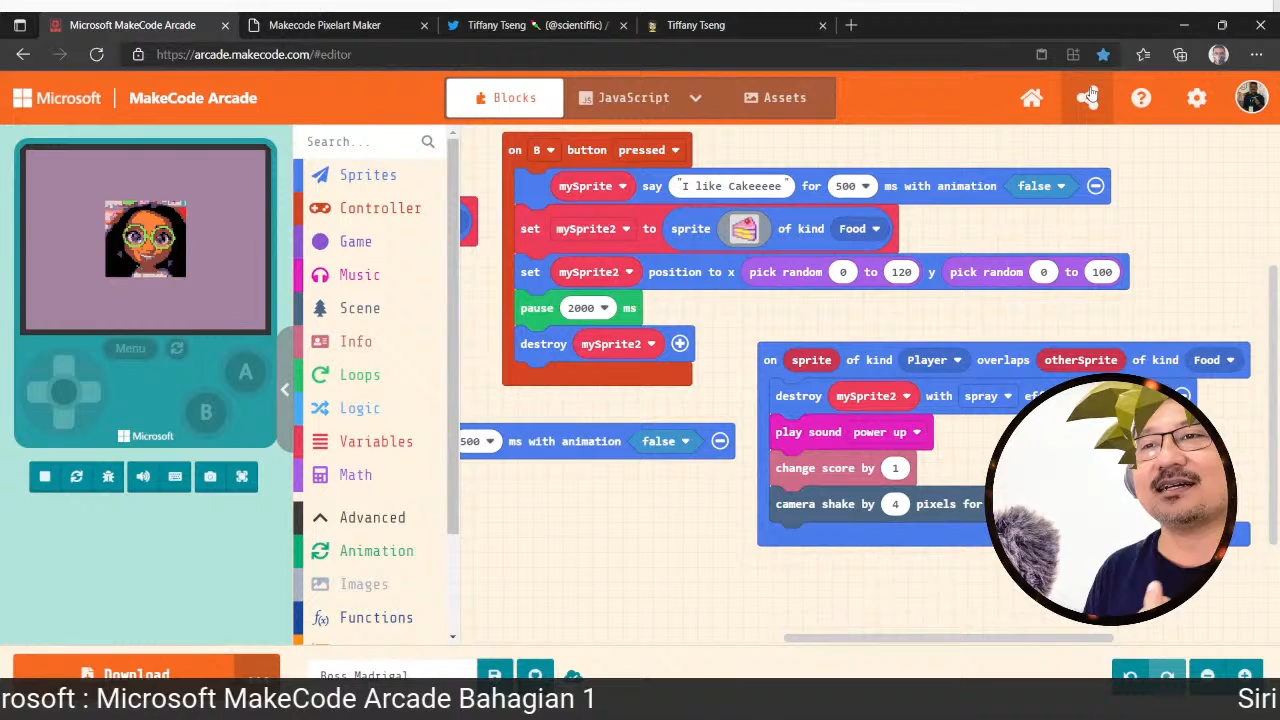 Microsoft MakeCode Arcade
Makecode Pixelart Maker
Tiffany Tseng (@scientiffic) /
Tiffany Tseng
https://arcade.makecode.com/#editor
Microsoft
MakeCode Arcade
Blocks
JavaScript
Assets
Search...
Sprites
Controller
Game
Music
Scene
Info
Loops
Logic
Variables
Math
Advanced
Animation
Images
f(x) Functions
Menu
A
B
Microsoft
Download
on B button pressed
mySprite say "I like Cakeeeee" for 500 ms with animation false
set mySprite2 to sprite of kind Food
set mySprite2 position to x pick random 0 to 120 y pick random 0 to 100
pause 2000 ms
destroy mySprite2
500 ms with animation false
on sprite of kind Player overlaps otherSprite of kind Food
destroy mySprite2 with spray
play sound power up
change score by 1
camera shake by 4 pixels for
Boss Madrigal
rosoft : Microsoft MakeCode Arcade Bahagian 1
Siri